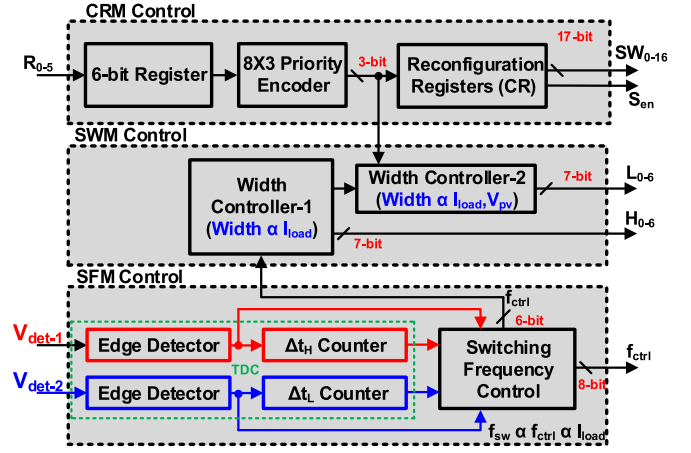 CRM Control
R0-5
6-bit Register
8X3 Priority
Encoder
3-bit
Reconfiguration
Registers (CR)
17-bit
SW0-16
Sen
SWM Control
Width
Controller-1
(Width α Iload)
Width Controller-2
(Width α Iload,Vpv)
7-bit
L0-6
H0-6
7-bit
SFM Control
fctrl
6-bit
Vdet-1
Edge Detector
ΔtH Counter
TDC
Vdet-2
Edge Detector
ΔtL Counter
Switching
Frequency
Control
fctrl
8-bit
fsw α fctrl α Iload